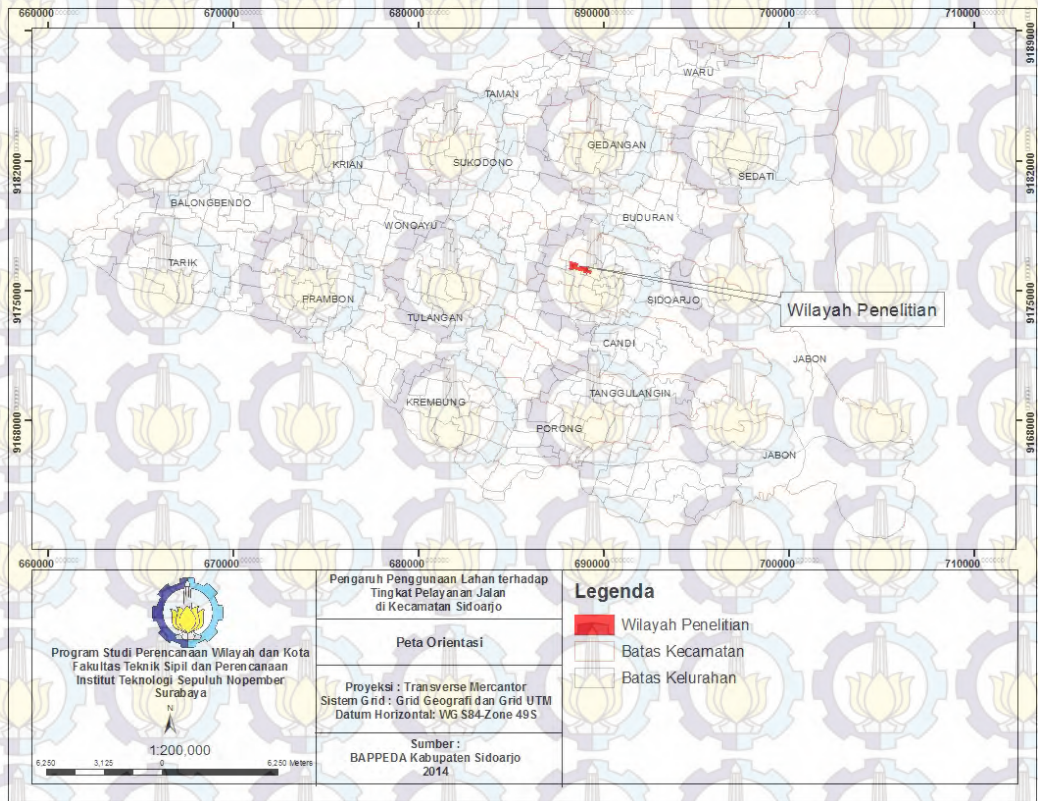 660000 670000 680000 690000 700000 710000
9189000
9182000 9182000
9175000 9175000
9168000 9168000
WARU
TAMAN
GEDANGAN
SUKODONO
KRIAN
SEDATI
BALONGBENDO
BUDURAN
WONOAYU
TARIK
PRAMBON
SIDOARJO
Wilayah Penelitian
TULANGAN
CANDI
JABON
TANGGULANGIN
KREMBUNG
PORONG
JABON
660000 670000 680000 690000 700000 710000
Program Studi Perencanaan Wilayah dan Kota
Fakultas Teknik Sipil dan Perencanaan
Institut Teknologi Sepuluh Nopember
Surabaya
N
1:200,000
6,250 3,125 0 6,250 Meters
Pengaruh Penggunaan Lahan terhadap
Tingkat Pelayanan Jalan
di Kecamatan Sidoarjo
Peta Orientasi
Proyeksi : Transverse Mercantor
Sistem Grid : Grid Geografi dan Grid UTM
Datum Horizontal: WGS84-Zone 49S
Sumber :
BAPPEDA Kabupaten Sidoarjo
2014
Legenda
Wilayah Penelitian
Batas Kecamatan
Batas Kelurahan